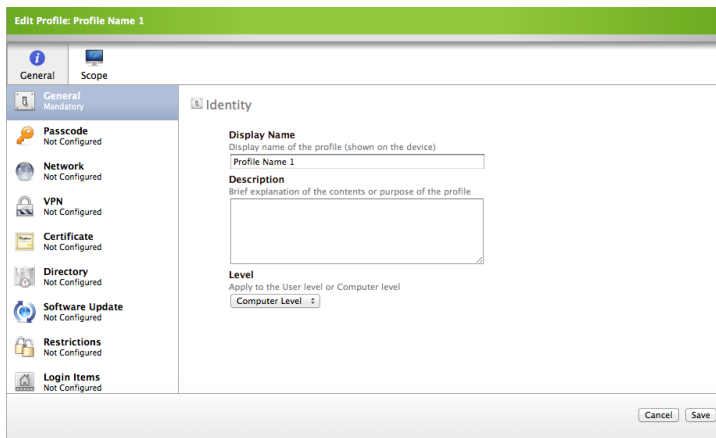 Edit Profile: Profile Name 1
General
Scope
General
Mandatory
Passcode
Not Configured
Network
Not Configured
VPN
Not Configured
Certificate
Not Configured
Directory
Not Configured
Software Update
Not Configured
Restrictions
Not Configured
Login Items
Not Configured
Identity
Display Name
Display name of the profile (shown on the device)
Profile Name 1
Description
Brief explanation of the contents or purpose of the profile
Level
Apply to the User level or Computer level
Computer Level
Cancel
Save